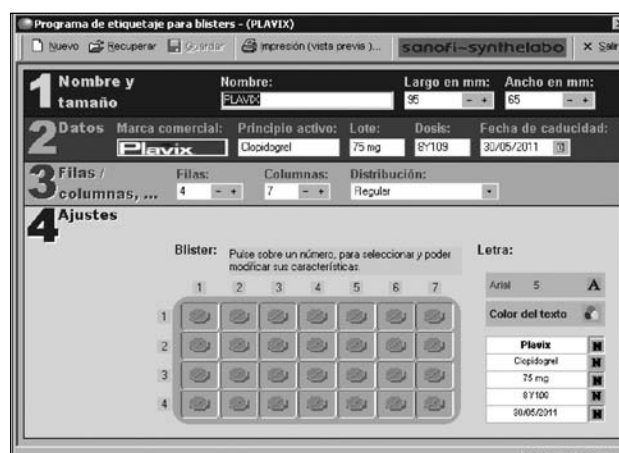 Programa de etiquetaje para blisters - (PLAVIX)
Nuevo Recuperar Guardar Impresión (vista previa)... sanofi~synthelabo Salir
1 Nombre y tamaño Nombre: Largo en mm: Ancho en mm:
PLAVIX 95 - + 65 - +
2 Datos Marca comercial: Principio activo: Lote: Dosis: Fecha de caducidad:
Plavix Clopidogrel 75 mg 8Y109 30/05/2011
3 Filas / columnas, ... Filas: Columnas: Distribución:
4 - + 7 - + Regular
4 Ajustes
Blister: Pulse sobre un número, para seleccionar y poder modificar sus características.
Letra:
1 2 3 4 5 6 7
Arial 5 A
1
Color del texto
2
Plavix N
Clopidogrel N
3
75 mg N
8Y109 N
4
30/05/2011 N